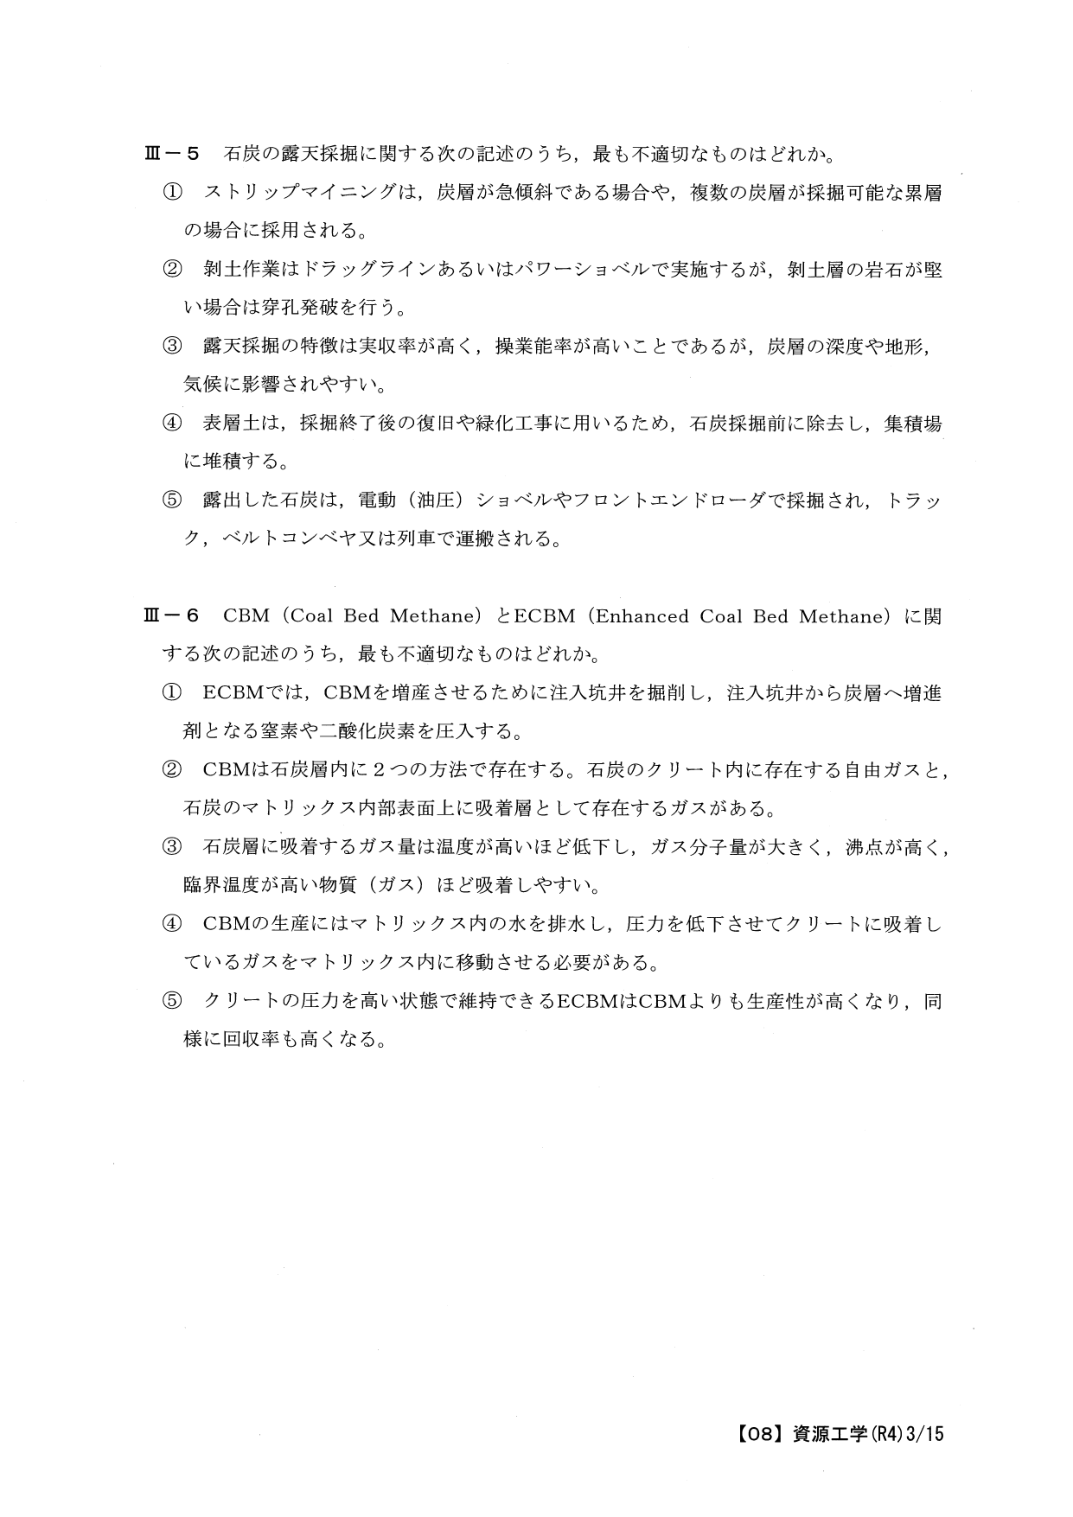 Ⅲ－５　石炭の露天採掘に関する次の記述のうち，最も不適切なものはどれか。
①　ストリップマイニングは，炭層が急傾斜である場合や，複数の炭層が採掘可能な累層
の場合に採用される。
②　剝土作業はドラッグラインあるいはパワーショベルで実施するが，剝土層の岩石が堅
い場合は穿孔発破を行う。
③　露天採掘の特徴は実収率が高く，操業能率が高いことであるが，炭層の深度や地形，
気候に影響されやすい。
④　表層土は，採掘終了後の復旧や緑化工事に用いるため，石炭採掘前に除去し，集積場
に堆積する。
⑤　露出した石炭は，電動（油圧）ショベルやフロントエンドローダで採掘され，トラッ
ク，ベルトコンベヤ又は列車で運搬される。
Ⅲ－６　CBM（Coal Bed Methane）とECBM（Enhanced Coal Bed Methane）に関
する次の記述のうち，最も不適切なものはどれか。
①　ECBMでは，CBMを増産させるために注入坑井を掘削し，注入坑井から炭層へ増進
剤となる窒素や二酸化炭素を圧入する。
②　CBMは石炭層内に２つの方法で存在する。石炭のクリート内に存在する自由ガスと，
石炭のマトリックス内部表面上に吸着層として存在するガスがある。
③　石炭層に吸着するガス量は温度が高いほど低下し，ガス分子量が大きく，沸点が高く，
臨界温度が高い物質（ガス）ほど吸着しやすい。
④　CBMの生産にはマトリックス内の水を排水し，圧力を低下させてクリートに吸着し
ているガスをマトリックス内に移動させる必要がある。
⑤　クリートの圧力を高い状態で維持できるECBMはCBMよりも生産性が高くなり，同
様に回収率も高くなる。
【08】資源工学(R4)3/15